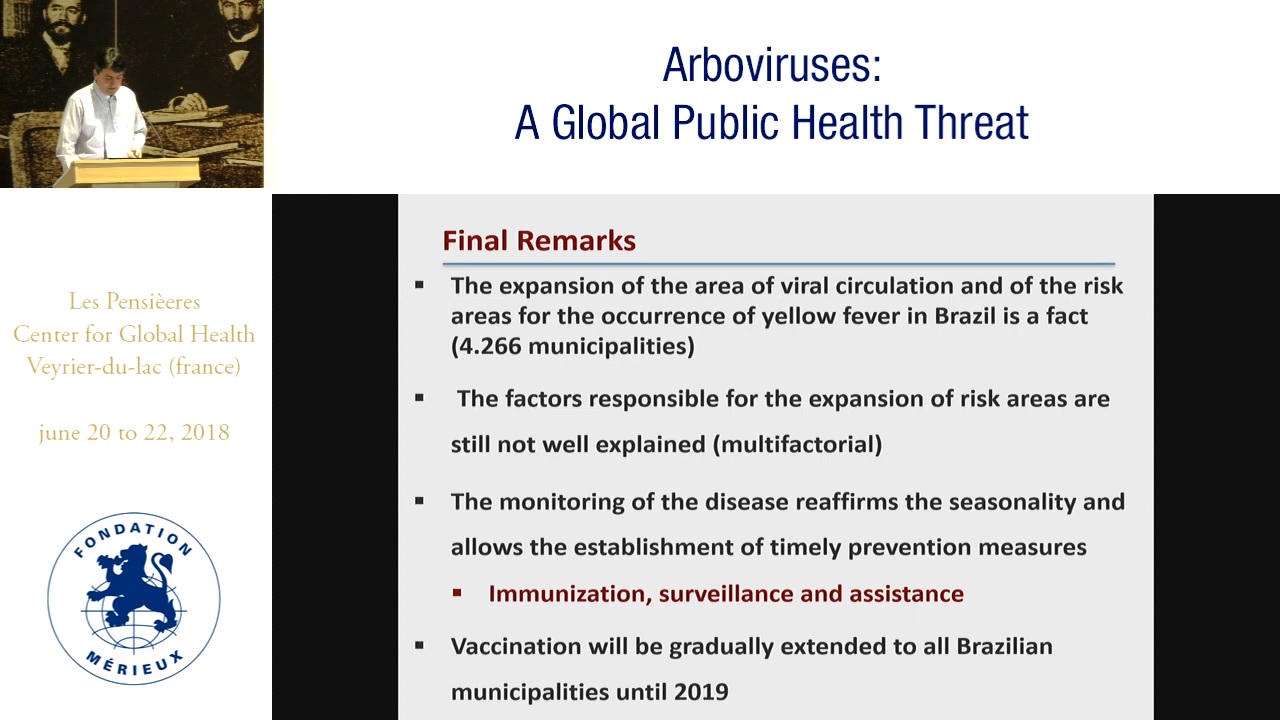 Arboviruses:
A Global Public Health Threat
Les Pensièeres
Center for Global Health
Veyrier-du-lac (france)
june 20 to 22, 2018
FONDATION
MÉRIEUX
Final Remarks
▪ The expansion of the area of viral circulation and of the risk
areas for the occurrence of yellow fever in Brazil is a fact
(4.266 municipalities)
▪ The factors responsible for the expansion of risk areas are
still not well explained (multifactorial)
▪ The monitoring of the disease reaffirms the seasonality and
allows the establishment of timely prevention measures
▪ Immunization, surveillance and assistance
▪ Vaccination will be gradually extended to all Brazilian
municipalities until 2019